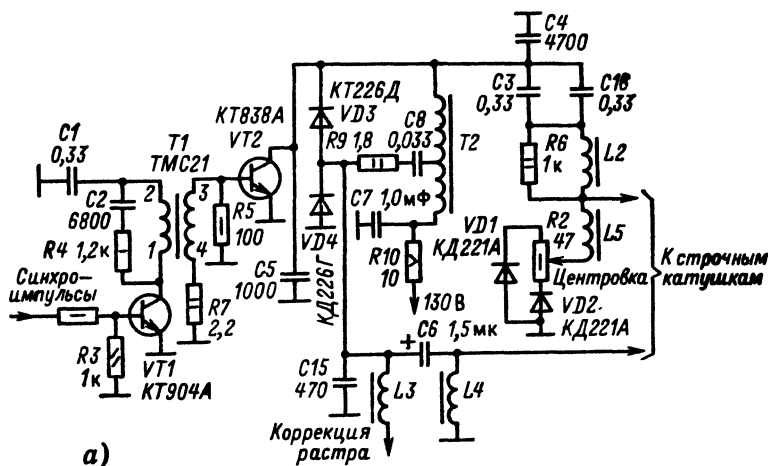 C4
4700
КТ226Д
VD3
C3
0,33
C18
0,33
КТ838А
VT2
R9 1,8
C8
0,033
T2
C1
0,33
T1
ТМС21
R6
1к
L2
C2
6800
2
3
R5
100
C7 1,0мФ
VD1
КД221А
R2
47
L5
R4 1,2к
1
4
VD4
R10
10
Центровка
К строчным
катушкам
Синхро-
импульсы
R7
2,2
C5
1000
КД226Г
130В
VD2
КД221А
R3
1к
VT1
КТ904А
+
C6 1,5мк
C15
470
L3
L4
Коррекция
растра
а)